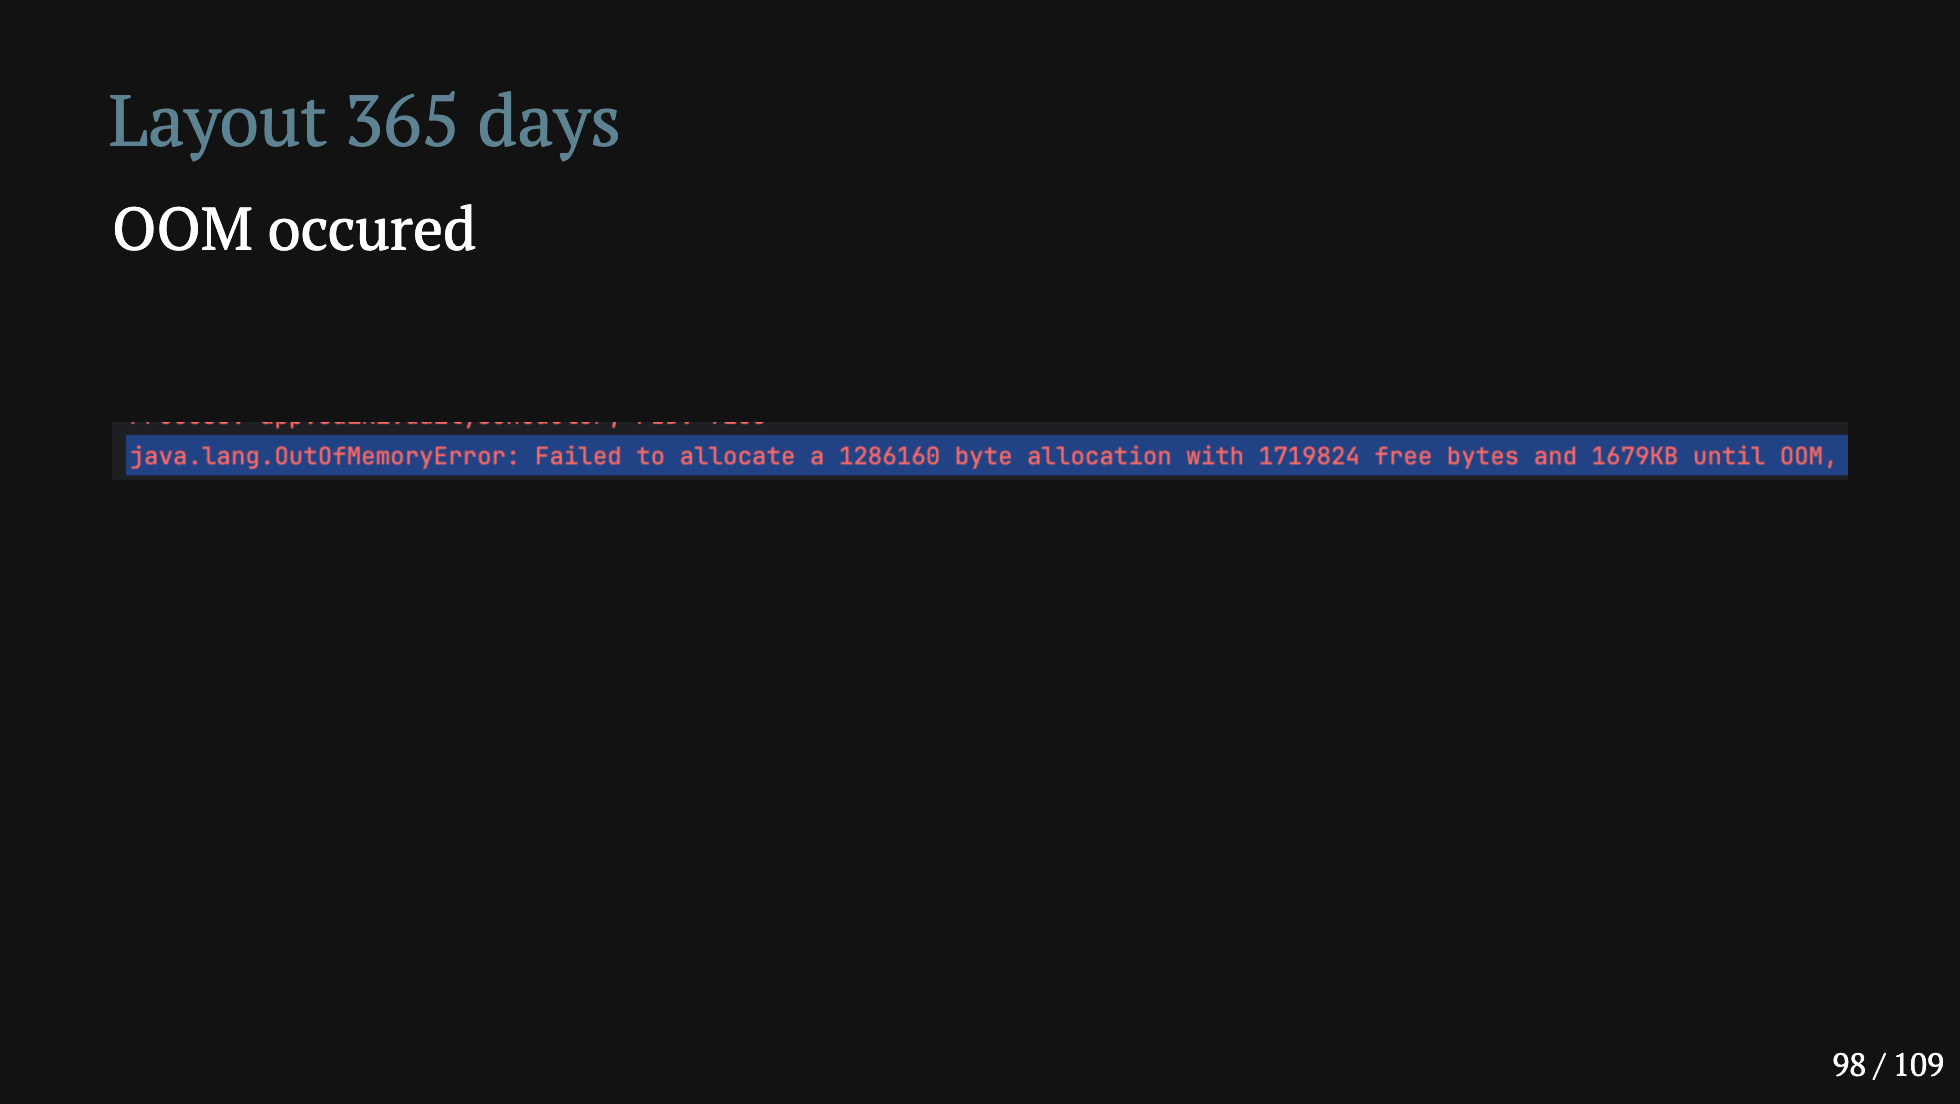 Layout 365 days
OOM occured
java.lang.OutOfMemoryError: Failed to allocate a 1286160 byte allocation with 1719824 free bytes and 1679KB until OOM,
98 / 109